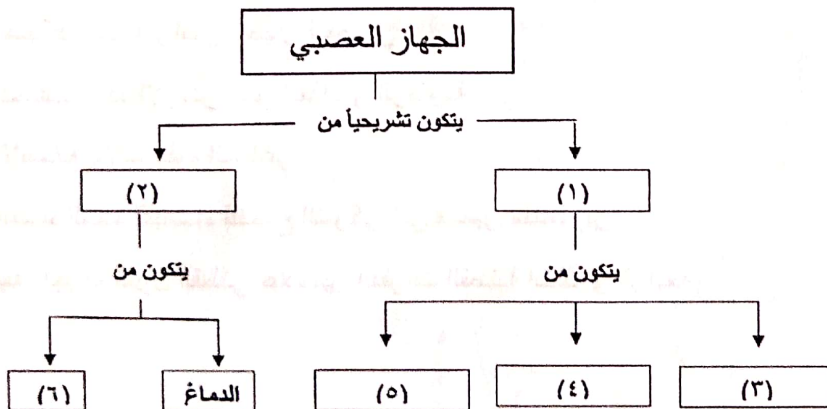 الجهاز العصبي
يتكون تشريحياً من
(١) (٢)
يتكون من يتكون من
(٣) (٤) (٥) الدماغ (٦)